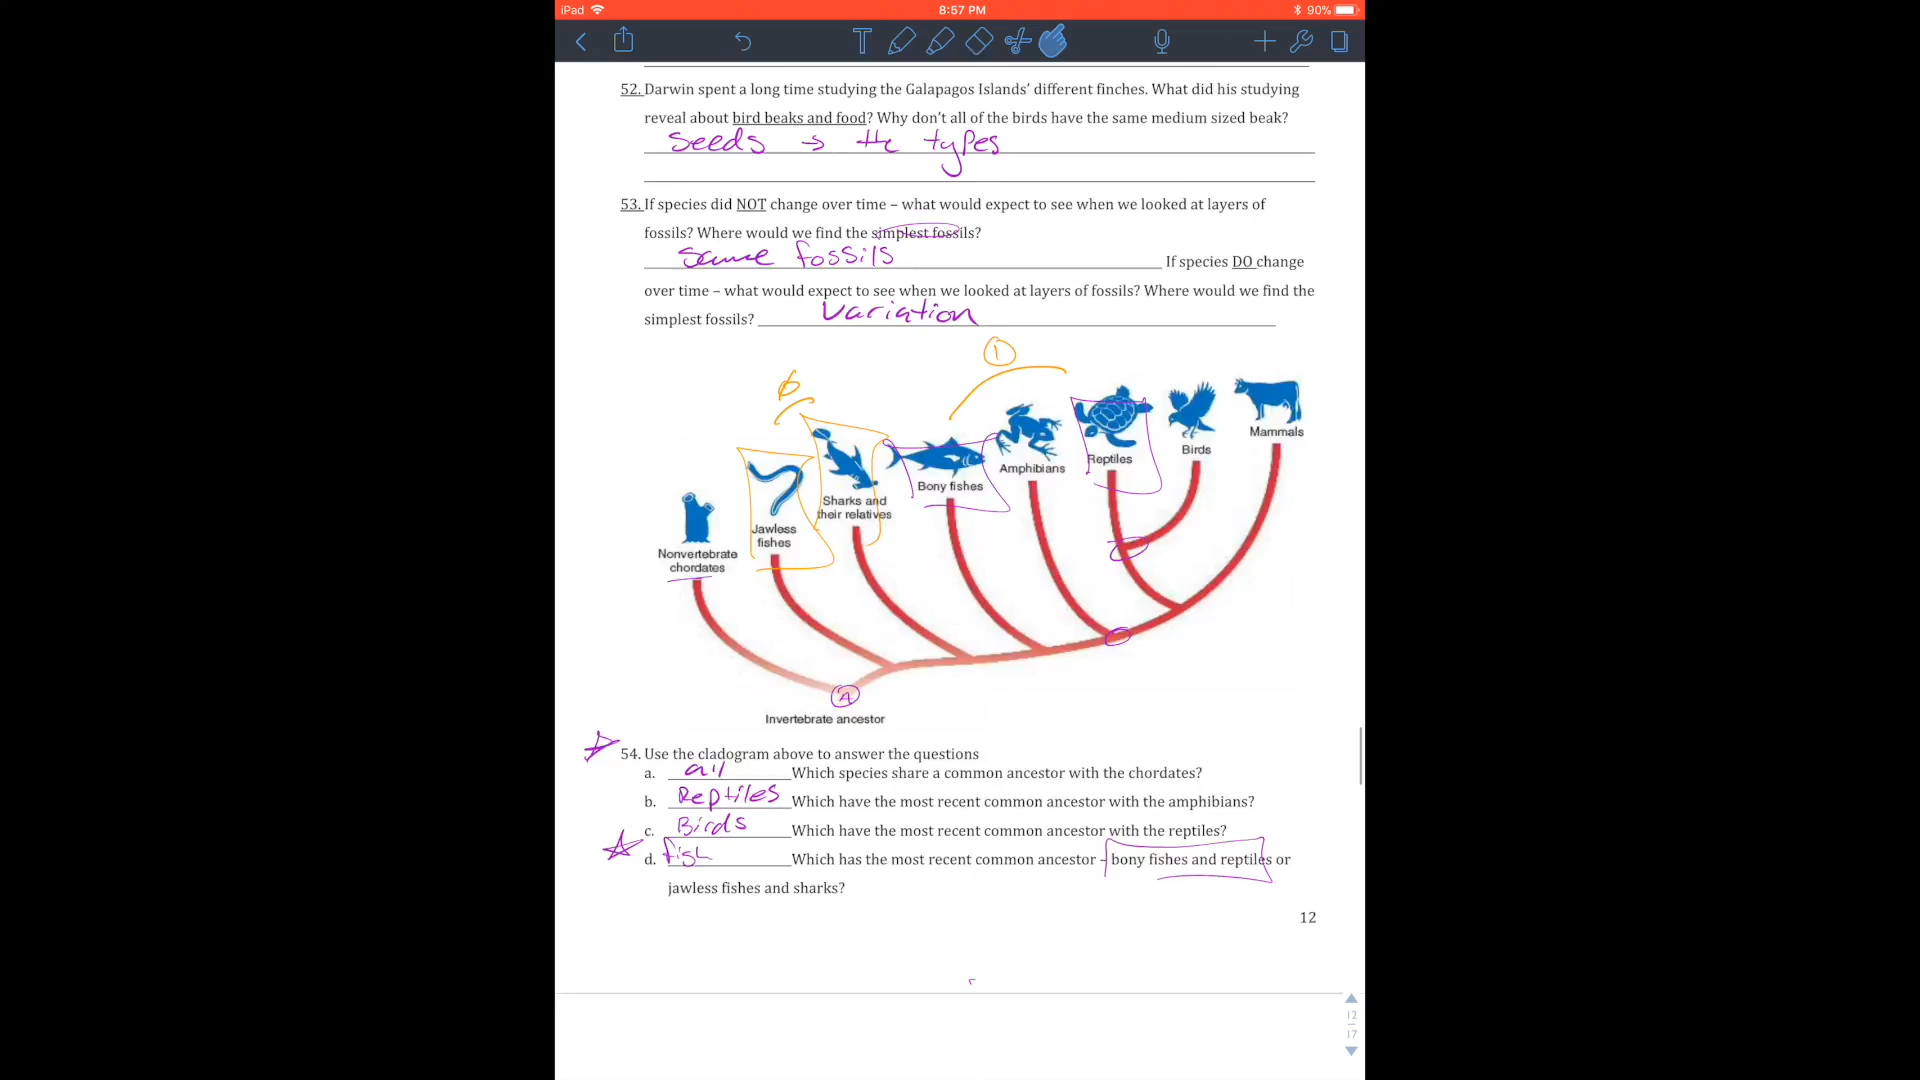 iPad 8:57 PM 90%
52. Darwin spent a long time studying the Galapagos Islands' different finches. What did his studying
reveal about bird beaks and food? Why don't all of the birds have the same medium sized beak?
seeds → the types
53. If species did NOT change over time – what would expect to see when we looked at layers of
fossils? Where would we find the simplest fossils?
same fossils
If species DO change
over time – what would expect to see when we looked at layers of fossils? Where would we find the
simplest fossils? variation
1
Mammals
Birds
Reptiles
Amphibians
Bony fishes
Sharks and
their relatives
Jawless
fishes
Nonvertebrate
chordates
A
Invertebrate ancestor
54. Use the cladogram above to answer the questions
a. all Which species share a common ancestor with the chordates?
b. Reptiles Which have the most recent common ancestor with the amphibians?
c. Birds Which have the most recent common ancestor with the reptiles?
d. fish Which has the most recent common ancestor – bony fishes and reptiles or
jawless fishes and sharks?
12
12
17